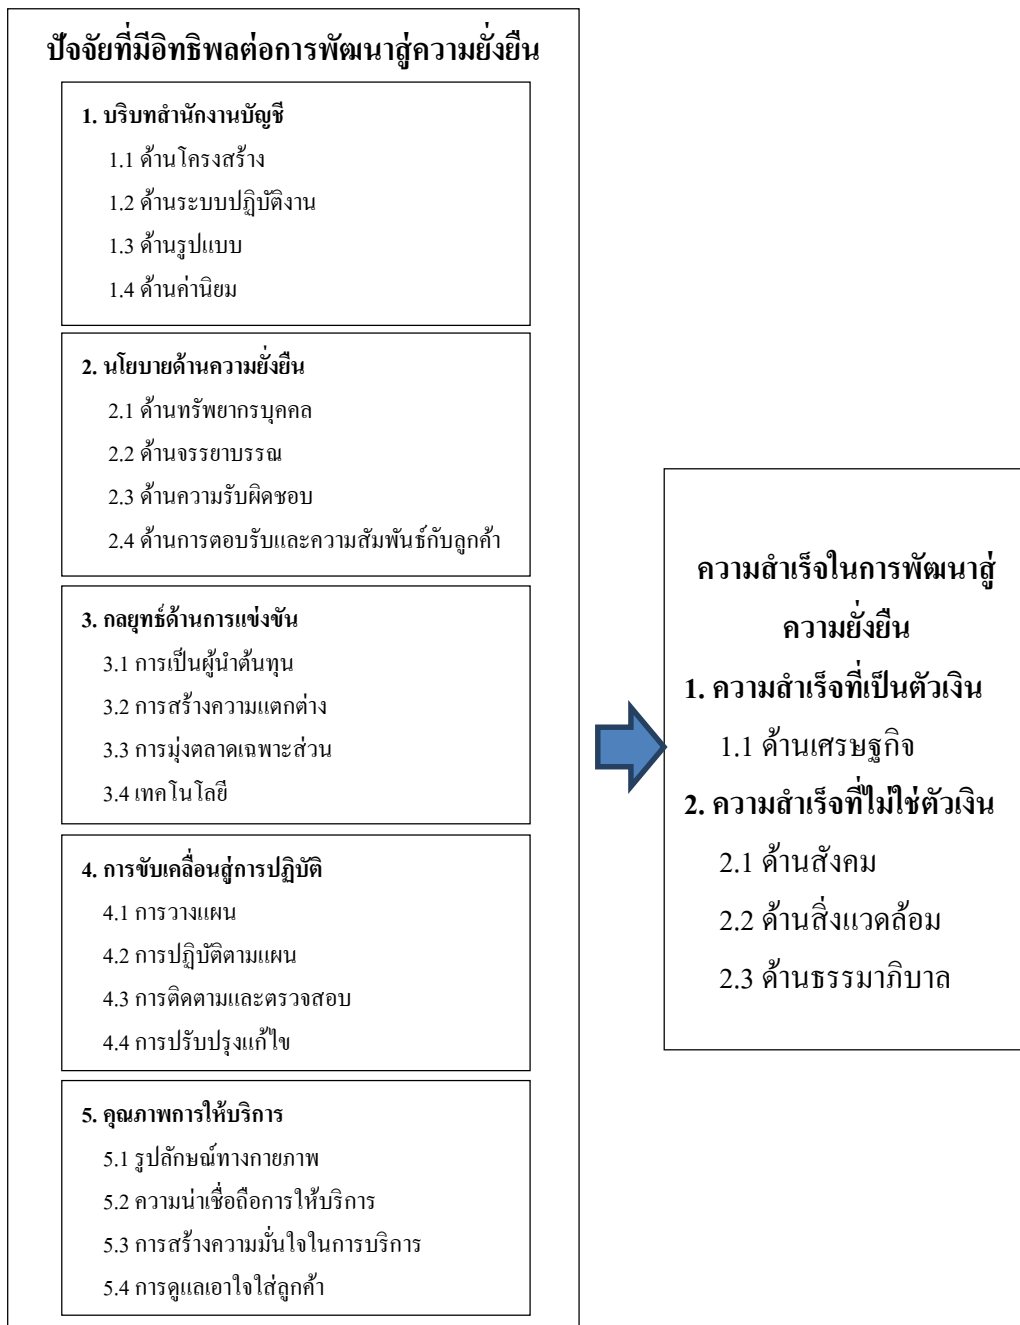 ปัจจัยที่มีอิทธิพลต่อการพัฒนาสู่ความยั่งยืน
1. บริบทสำนักงานบัญชี
1.1 ด้านโครงสร้าง
1.2 ด้านระบบปฏิบัติงาน
1.3 ด้านรูปแบบ
1.4 ด้านค่านิยม
2. นโยบายด้านความยั่งยืน
2.1 ด้านทรัพยากรบุคคล
2.2 ด้านจรรยาบรรณ
2.3 ด้านความรับผิดชอบ
2.4 ด้านการตอบรับและความสัมพันธ์กับลูกค้า
3. กลยุทธ์ด้านการแข่งขัน
3.1 การเป็นผู้นำต้นทุน
3.2 การสร้างความแตกต่าง
3.3 การมุ่งตลาดเฉพาะส่วน
3.4 เทคโนโลยี
4. การขับเคลื่อนสู่การปฏิบัติ
4.1 การวางแผน
4.2 การปฏิบัติตามแผน
4.3 การติดตามและตรวจสอบ
4.4 การปรับปรุงแก้ไข
5. คุณภาพการให้บริการ
5.1 รูปลักษณ์ทางกายภาพ
5.2 ความน่าเชื่อถือการให้บริการ
5.3 การสร้างความมั่นใจในการบริการ
5.4 การดูแลเอาใจใส่ลูกค้า
ความสำเร็จในการพัฒนาสู่
ความยั่งยืน
1. ความสำเร็จที่เป็นตัวเงิน
1.1 ด้านเศรษฐกิจ
2. ความสำเร็จที่ไม่ใช่ตัวเงิน
2.1 ด้านสังคม
2.2 ด้านสิ่งแวดล้อม
2.3 ด้านธรรมาภิบาล